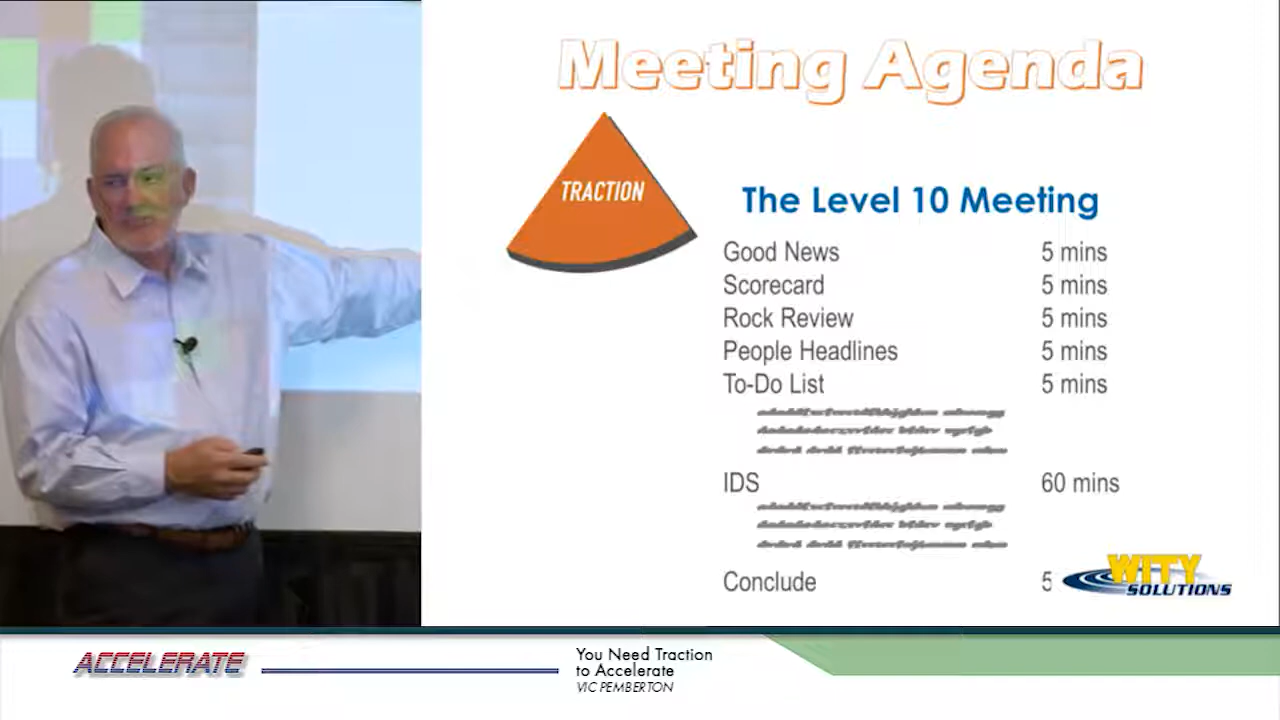 Meeting Agenda
TRACTION
The Level 10 Meeting
Good News 5 mins
Scorecard 5 mins
Rock Review 5 mins
People Headlines 5 mins
To-Do List 5 mins
IDS 60 mins
Conclude 5
WITY
SOLUTIONS
ACCELERATE
You Need Traction
to Accelerate
VIC PEMBERTON